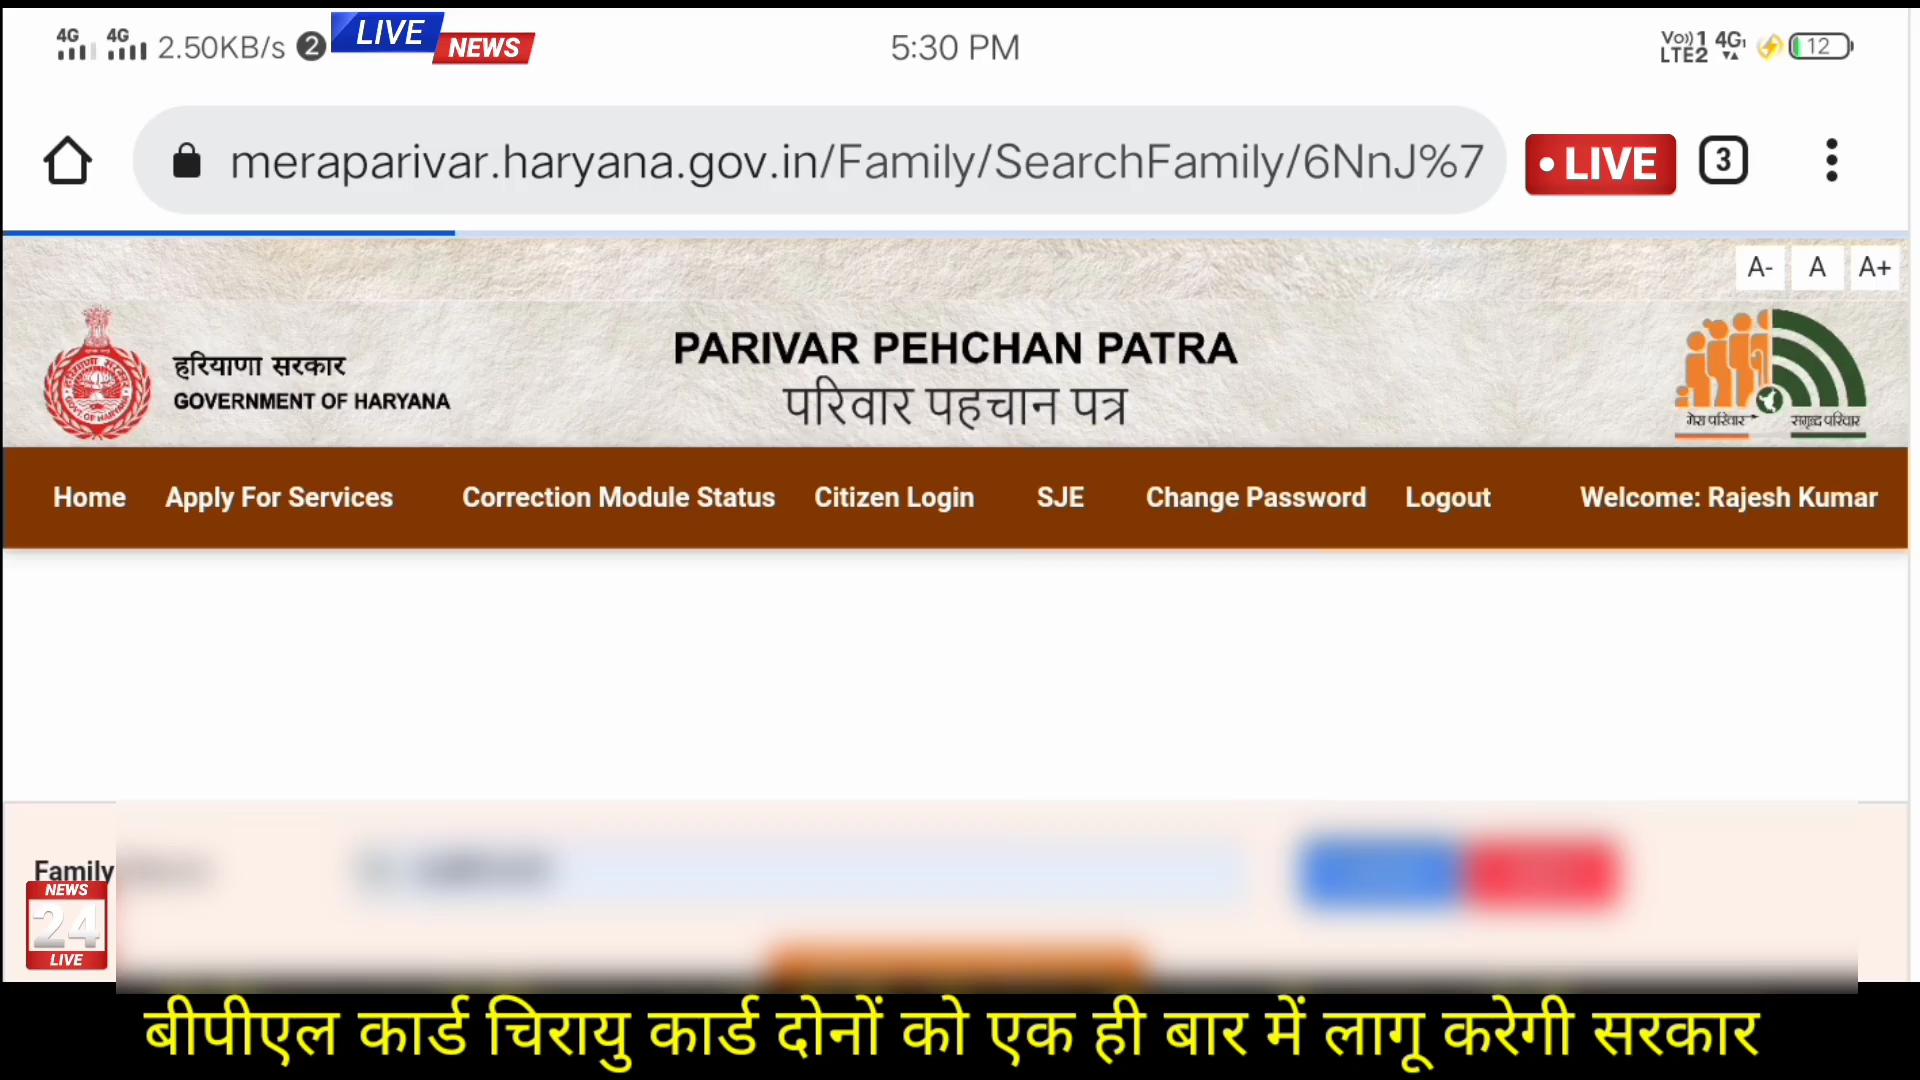 4G 4G 2.50KB/s 2 LIVE NEWS 5:30 PM Vo)) 1 LTE2 4G 12
meraparivar.haryana.gov.in/Family/SearchFamily/6NnJ%7 • LIVE 3
A- A A+
हरियाणा सरकार
GOVERNMENT OF HARYANA
PARIVAR PEHCHAN PATRA
परिवार पहचान पत्र
मेरा परिवार समृद्ध परिवार
Home Apply For Services Correction Module Status Citizen Login SJE Change Password Logout Welcome: Rajesh Kumar
Family
NEWS
24
LIVE
बीपीएल कार्ड चिरायु कार्ड दोनों को एक ही बार में लागू करेगी सरकार